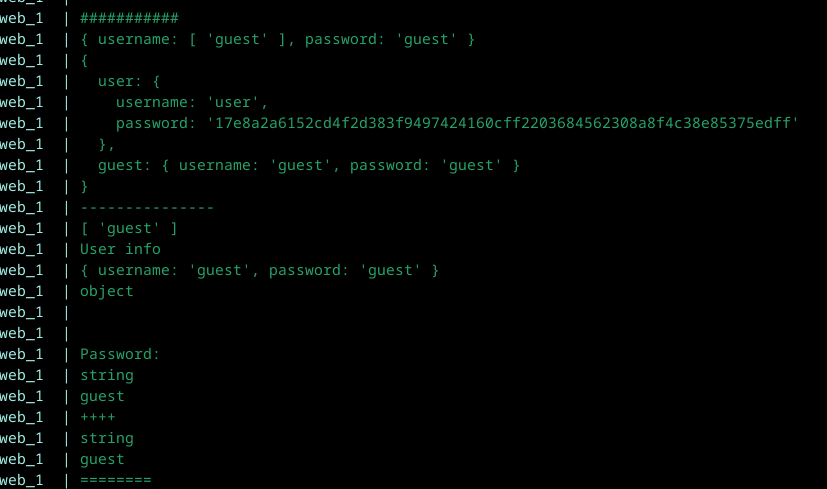 web_1 | ###########
web_1 | { username: [ 'guest' ], password: 'guest' }
web_1 | {
web_1 |   user: {
web_1 |     username: 'user',
web_1 |     password: '17e8a2a6152cd4f2d383f9497424160cff2203684562308a8f4c38e85375edff'
web_1 |   },
web_1 |   guest: { username: 'guest', password: 'guest' }
web_1 | }
web_1 | ---------------
web_1 | [ 'guest' ]
web_1 | User info
web_1 | { username: 'guest', password: 'guest' }
web_1 | object
web_1 |
web_1 |
web_1 | Password:
web_1 | string
web_1 | guest
web_1 | ++++
web_1 | string
web_1 | guest
web_1 | ========